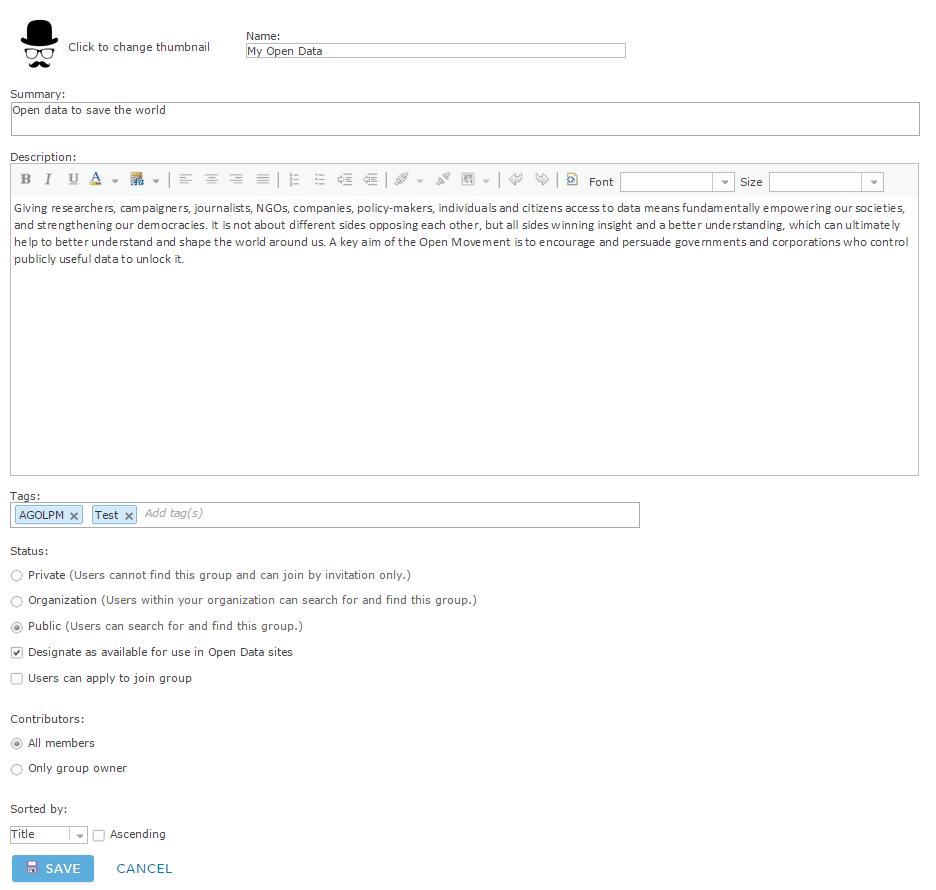 Click to change thumbnail
Name:
My Open Data
Summary:
Open data to save the world
Description:
B I U A Font Size
Giving researchers, campaigners, journalists, NGOs, companies, policy-makers, individuals and citizens access to data means fundamentally empowering our societies,
and strengthening our democracies. It is not about different sides opposing each other, but all sides winning insight and a better understanding, which can ultimately
help to better understand and shape the world around us. A key aim of the Open Movement is to encourage and persuade governments and corporations who control
publicly useful data to unlock it.
Tags:
AGOLPM Test Add tag(s)
Status:
Private (Users cannot find this group and can join by invitation only.)
Organization (Users within your organization can search for and find this group.)
Public (Users can search for and find this group.)
Designate as available for use in Open Data sites
Users can apply to join group
Contributors:
All members
Only group owner
Sorted by:
Title Ascending
SAVE CANCEL